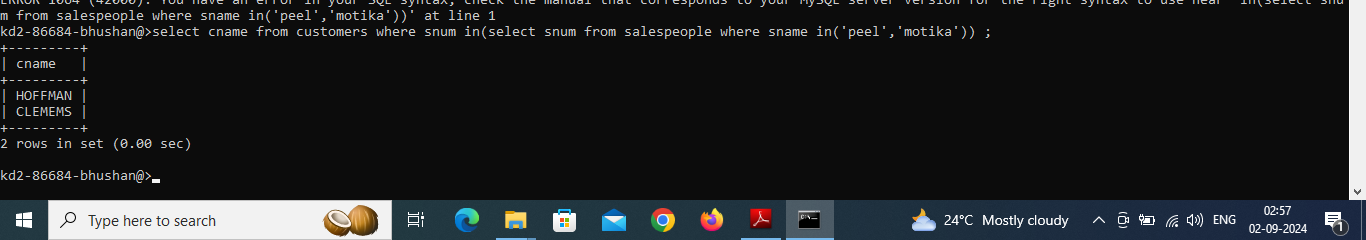 ERROR 1064 (42000): You have an error in your SQL syntax; check the manual that corresponds to your MySQL server version for the right syntax to use near 'in(select snu
m from salespeople where sname in('peel','motika'))' at line 1
kd2-86684-bhushan@>select cname from customers where snum in(select snum from salespeople where sname in('peel','motika')) ;
+---------+
| cname   |
+---------+
| HOFFMAN |
| CLEMEMS |
+---------+
2 rows in set (0.00 sec)
kd2-86684-bhushan@>
Type here to search
24°C Mostly cloudy
ENG
02:57
02-09-2024
1